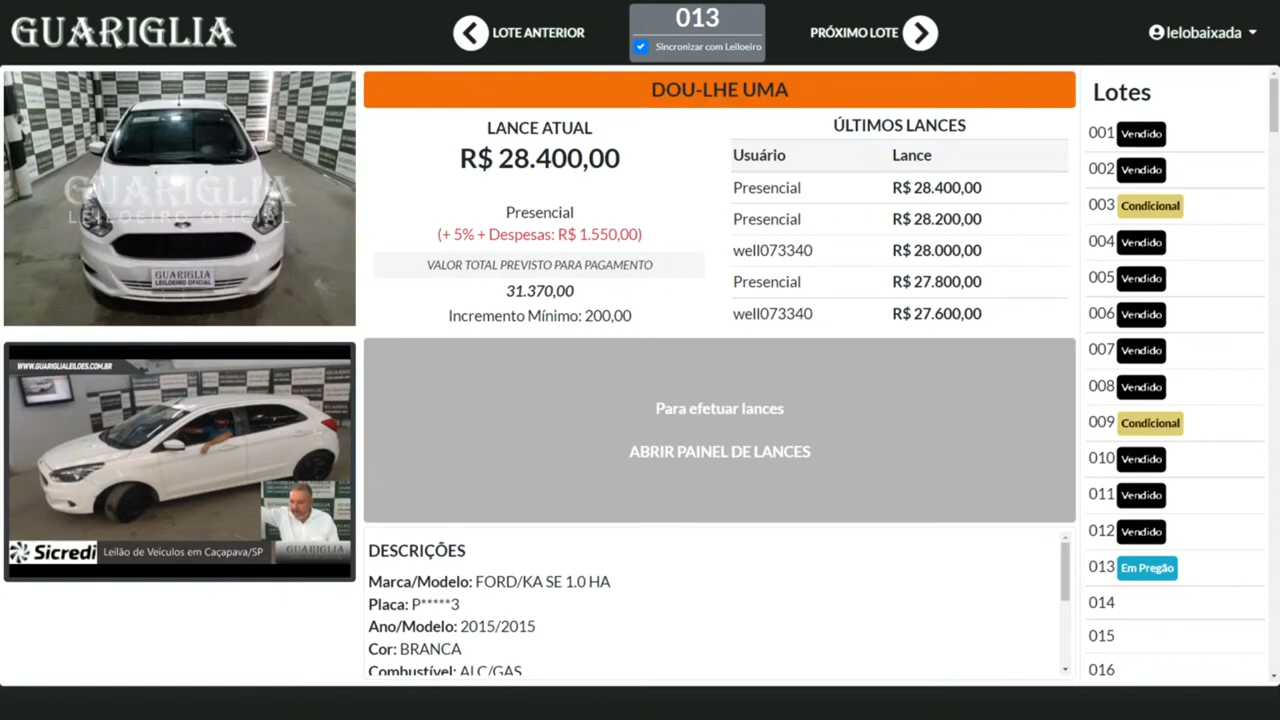 GUARIGLIA
LOTE ANTERIOR
013
Sincronizar com Leiloeiro
PRÓXIMO LOTE
lelobaixada
GUARIGLIA
LEILOEIRO OFICIAL
GUARIGLIA
LEILOEIRO OFICIAL
DOU-LHE UMA
LANCE ATUAL
R$ 28.400,00
Presencial
(+ 5% + Despesas: R$ 1.550,00)
VALOR TOTAL PREVISTO PARA PAGAMENTO
31.370,00
Incremento Mínimo: 200,00
ÚLTIMOS LANCES
Usuário Lance
Presencial R$ 28.400,00
Presencial R$ 28.200,00
well073340 R$ 28.000,00
Presencial R$ 27.800,00
well073340 R$ 27.600,00
WWW.GUARIGLIALEILOES.COM.BR
Sicredi
Leilão de Veículos em Caçapava/SP
GUARIGLIA
Para efetuar lances
ABRIR PAINEL DE LANCES
DESCRIÇÕES
Marca/Modelo: FORD/KA SE 1.0 HA
Placa: P*****3
Ano/Modelo: 2015/2015
Cor: BRANCA
Combustível: ALC/GAS
Lotes
001 Vendido
002 Vendido
003 Condicional
004 Vendido
005 Vendido
006 Vendido
007 Vendido
008 Vendido
009 Condicional
010 Vendido
011 Vendido
012 Vendido
013 Em Pregão
014
015
016